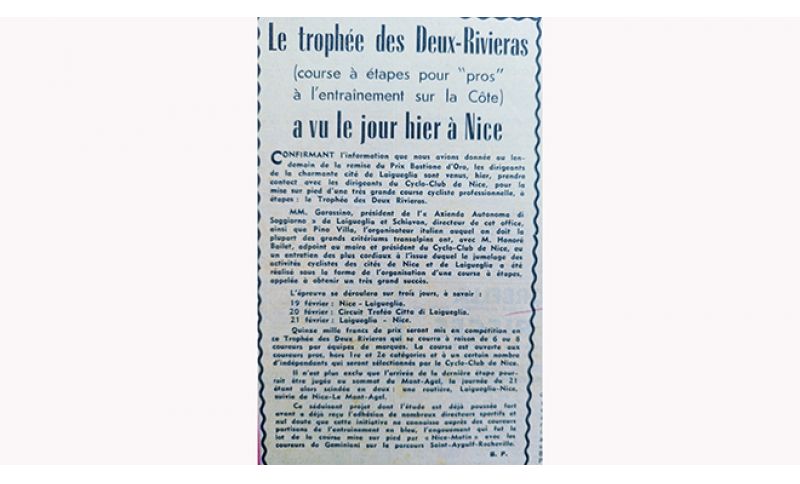 Le trophée des Deux-Rivieras
(course à étapes pour "pros"
à l'entraînement sur la Côte)
a vu le jour hier à Nice
CONFIRMANT l'information que nous avions donnée au len-
demain de la remise du Prix Bastione d'Oro, les dirigeants
de la charmante cité de Laigueglia sont venus, hier, prendre
contact avec les dirigeants du Cyclo-Club de Nice, pour la
mise sur pied d'une très grande course cycliste professionnelle, à
étapes : le Trophée des Deux Rivieras.
MM. Garassino, président de l'« Azienda Autonoma di
Soggiorno » de Laigueglia et Schiavon, directeur de cet office,
ainsi que Pino Villa, l'organisateur italien auquel on doit la
plupart des grands critériums transalpins ont, avec M. Honoré
Bailet, adjoint au maire et président du Cyclo-Club de Nice, eu
un entretien des plus cordiaux à l'issue duquel le jumelage des
activités cyclistes des cités de Nice et de Laigueglia a été
réalisé sous la forme de l'organisation d'une course à étapes,
appelée à obtenir un très grand succès.
L'épreuve se déroulera sur trois jours, à savoir :
19 février : Nice - Laigueglia.
20 février : Circuit Troféo Citta di Laigueglia.
21 février : Laigueglia - Nice.
Quinze mille francs de prix seront mis en compétition en
ce Trophée des Deux Rivieras qui se courra à raison de 6 ou 8
coureurs par équipes de marques. La course est ouverte aux
coureurs pros, hors 1re et 2e catégories et à un certain nombre
d'indépendants qui seront sélectionnés par le Cyclo-Club de Nice.
Il n'est plus exclu que l'arrivée de la dernière étape pour-
rait être jugée au sommet du Mont-Agel, la journée du 21
étant alors scindée en deux : une routière, Laigueglia-Nice,
suivie de Nice-Le Mont-Agel.
Ce séduisant projet dont l'étude est déjà poussée fort
avant a déjà reçu l'adhésion de nombreux directeurs sportifs et
nul doute que cette initiative ne connaisse auprès des coureurs
partisans de l'entraînement en bleu, l'engouement qui fut le
lot de la course mise sur pied par « Nice-Matin » avec les
coureurs de Geminiani sur le parcours Saint-Aygulf-Rocheville.
B. P.